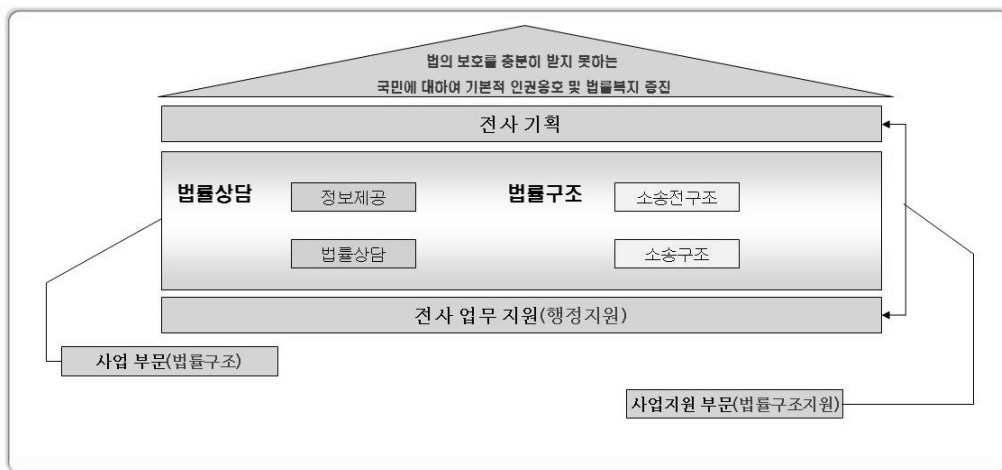 법의 보호를 충분히 받지 못하는
국민에 대하여 기본적 인권옹호 및 법률복지 증진
전사 기획
법률상담
정보제공
법률구조
소송전구조
법률상담
소송구조
전사 업무 지원(행정지원)
사업 부문(법률구조)
사업지원 부문(법률구조지원)